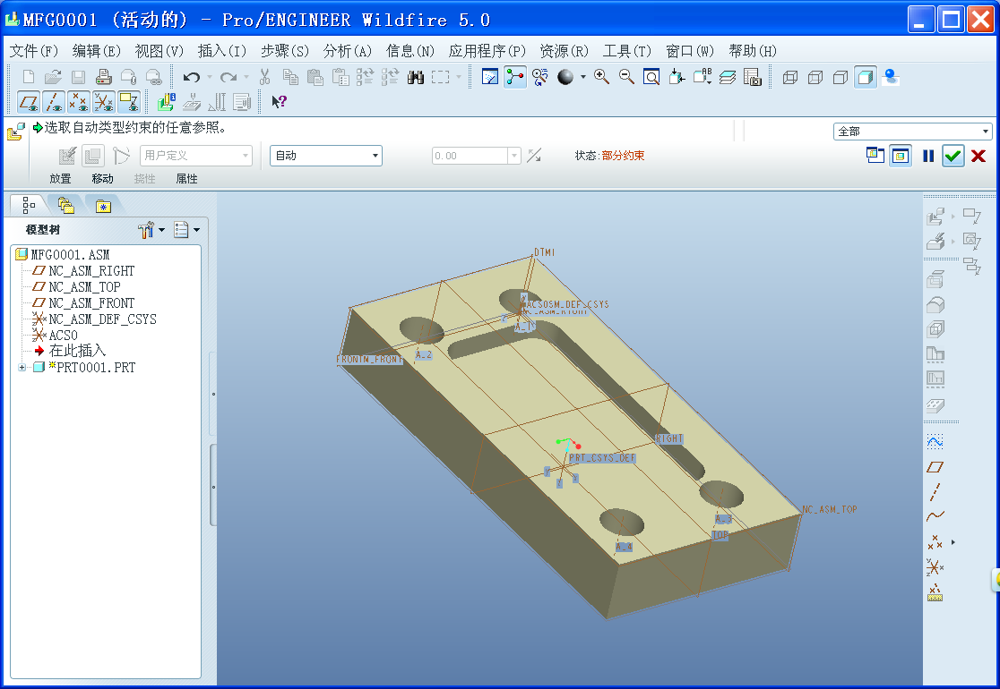 MFG0001 (活动的) - Pro/ENGINEER Wildfire 5.0
文件(F) 编辑(E) 视图(V) 插入(I) 步骤(S) 分析(A) 信息(N) 应用程序(P) 资源(R) 工具(T) 窗口(W) 帮助(H)
选取自动类型约束的任意参照。
全部
用户定义 自动 0.00 状态:部分约束
放置 移动 挠性 属性
模型树
MFG0001.ASM
NC_ASM_RIGHT
NC_ASM_TOP
NC_ASM_FRONT
NC_ASM_DEF_CSYS
ACS0
在此插入
PRT0001.PRT
DTM1
A_1
A_2
RIGHT
PRT_CSYS_DEF
Y
Z
NC_ASM_TOP
A_3
TOP
A_4